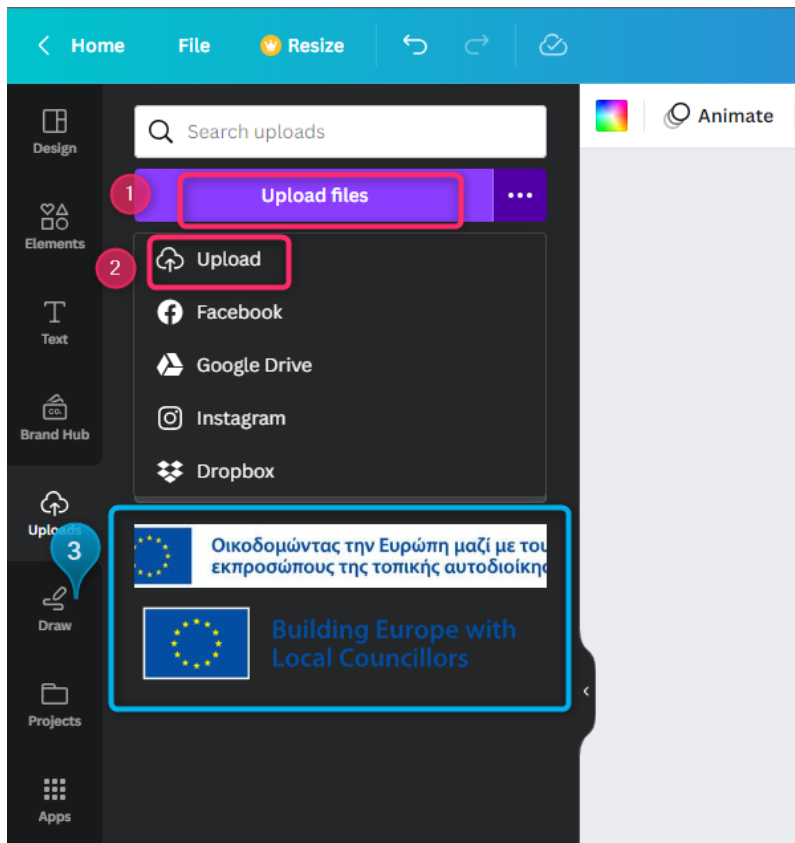 Home File Resize
Search uploads
Animate
Design
1 Upload files
Elements
2 Upload
Facebook
Text
Google Drive
CO.
Brand Hub
Instagram
Dropbox
Uploads
3
Οικοδομώντας την Ευρώπη μαζί με του
εκπροσώπους της τοπικής αυτοδιοίκησ
Draw
Building Europe with
Local Councillors
Projects
Apps